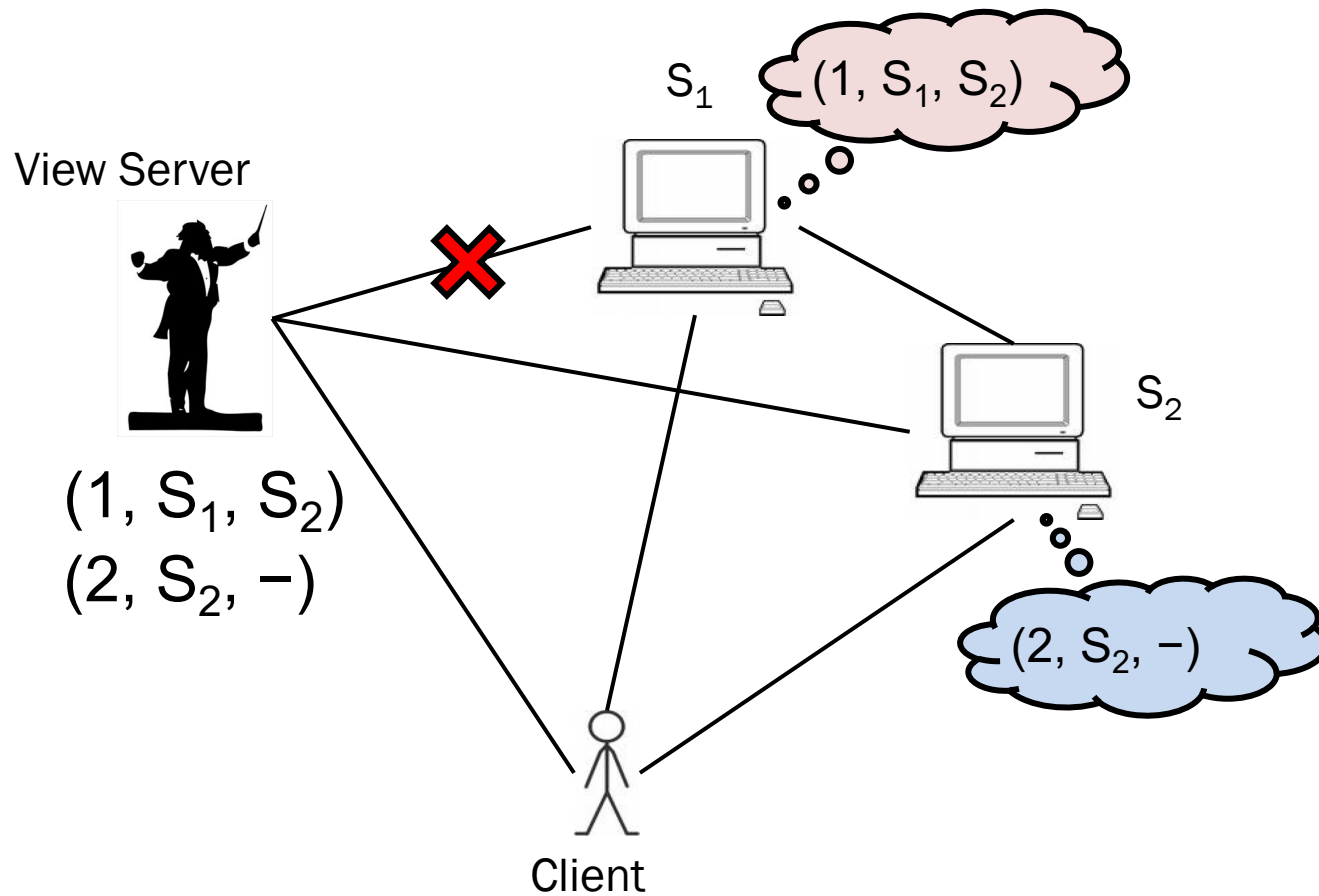 S₁
(1, S₁, S₂)
View Server
S₂
(1, S₁, S₂)
(2, S₂, −)
(2, S₂, −)
Client